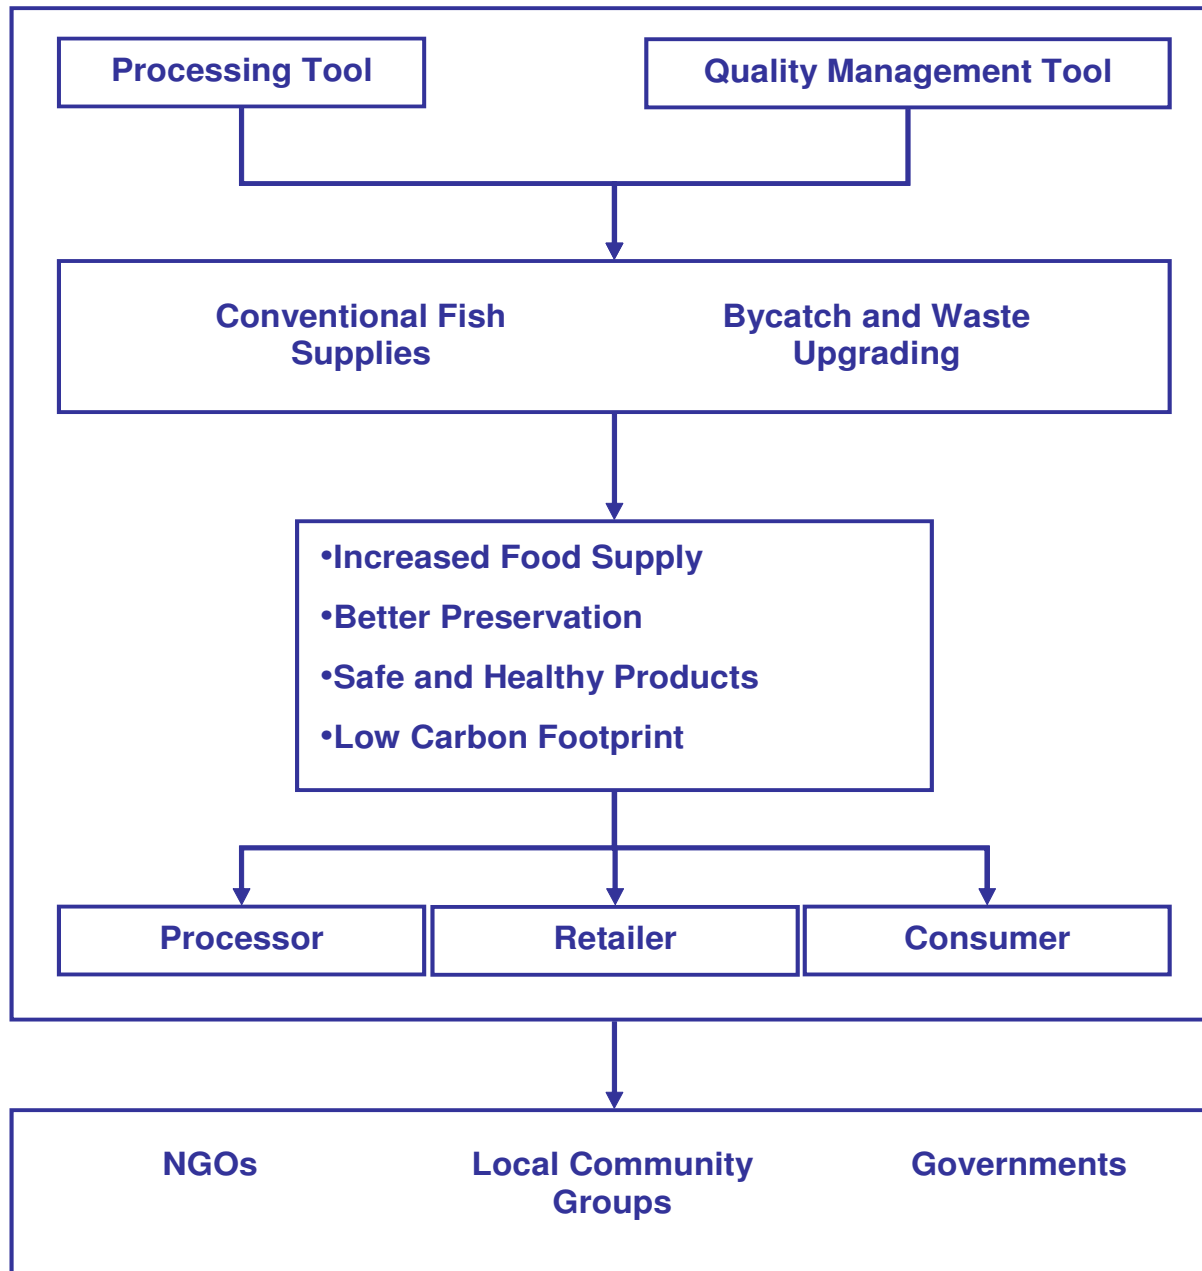 Processing Tool
Quality Management Tool
Conventional Fish
Supplies
Bycatch and Waste
Upgrading
•Increased Food Supply
•Better Preservation
•Safe and Healthy Products
•Low Carbon Footprint
Processor
Retailer
Consumer
NGOs
Local Community
Groups
Governments